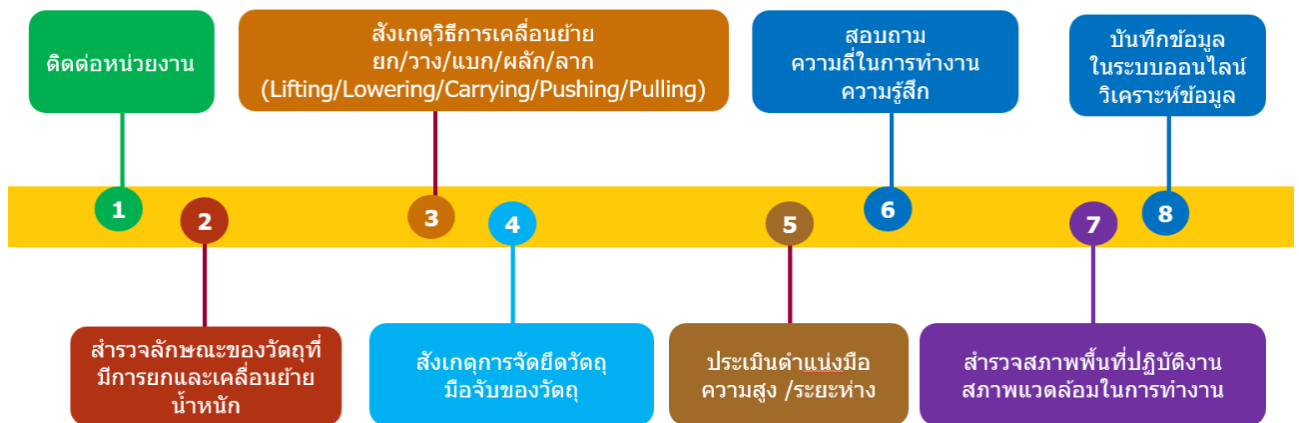 ติดต่อหน่วยงาน
สังเกตุวิธีการเคลื่อนย้าย
ยก/วาง/แบก/ผลัก/ลาก
(Lifting/Lowering/Carrying/Pushing/Pulling)
สอบถาม
ความถี่ในการทำงาน
ความรู้สึก
บันทึกข้อมูล
ในระบบออนไลน์
วิเคราะห์ข้อมูล
1
2
3
4
5
6
7
8
สำรวจลักษณะของวัตถุที่
มีการยกและเคลื่อนย้าย
น้ำหนัก
สังเกตุการจัดยึดวัตถุ
มือจับของวัตถุ
ประเมินตำแน่งมือ
ความสูง /ระยะห่าง
สำรวจสภาพพื้นที่ปฏิบัติงาน
สภาพแวดล้อมในการทำงาน